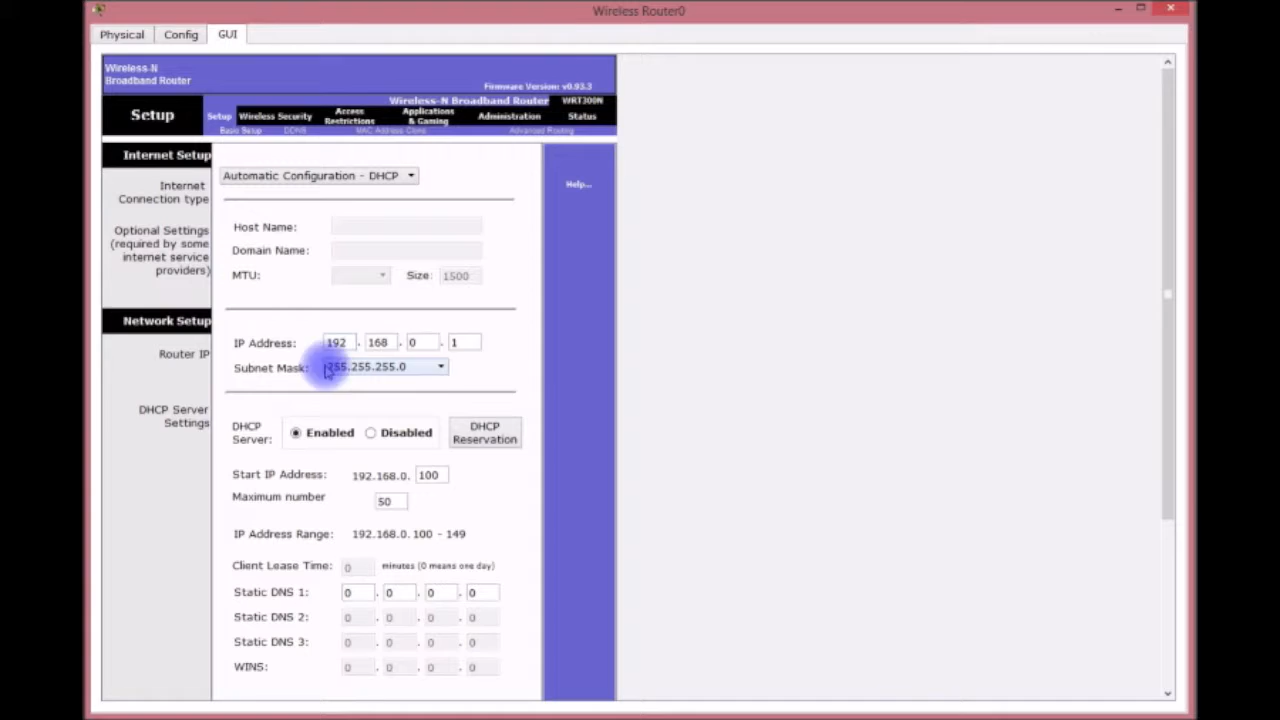 Wireless Router0
Physical Config GUI
Wireless-N
Broadband Router
Firmware Version: v0.93.3
Wireless-N Broadband Router WRT300N
Setup
Setup Wireless Security Access Restrictions Applications & Gaming Administration Status
Basic Setup DDNS MAC Address Clone Advanced Routing
Internet Setup
Internet
Connection type
Automatic Configuration - DHCP
Help...
Optional Settings
(required by some
internet service
providers)
Host Name:
Domain Name:
MTU: Size: 1500
Network Setup
Router IP
IP Address: 192 . 168 . 0 . 1
Subnet Mask: 255.255.255.0
DHCP Server
Settings
DHCP
Server: Enabled Disabled
DHCP
Reservation
Start IP Address: 192.168.0. 100
Maximum number 50
IP Address Range: 192.168.0.100 - 149
Client Lease Time: 0 minutes (0 means one day)
Static DNS 1: 0 . 0 . 0 . 0
Static DNS 2: 0 . 0 . 0 . 0
Static DNS 3: 0 . 0 . 0 . 0
WINS: 0 . 0 . 0 . 0